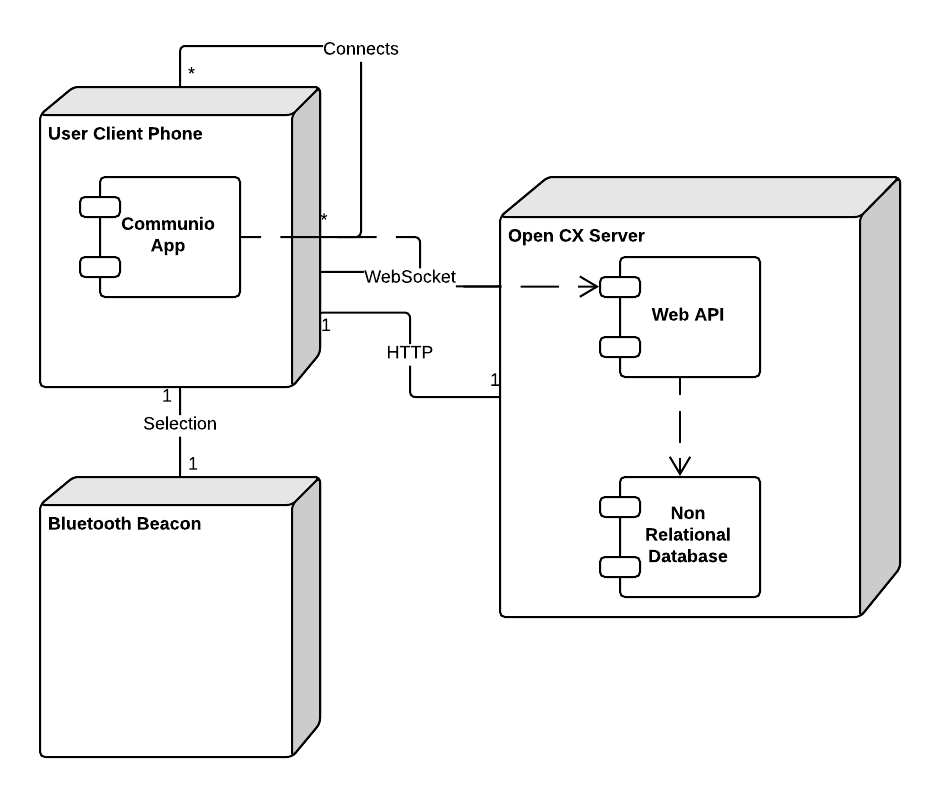 Connects
*
User Client Phone
Communio
App
*
WebSocket
1
HTTP
1
1
Selection
1
Bluetooth Beacon
Open CX Server
Web API
Non
Relational
Database